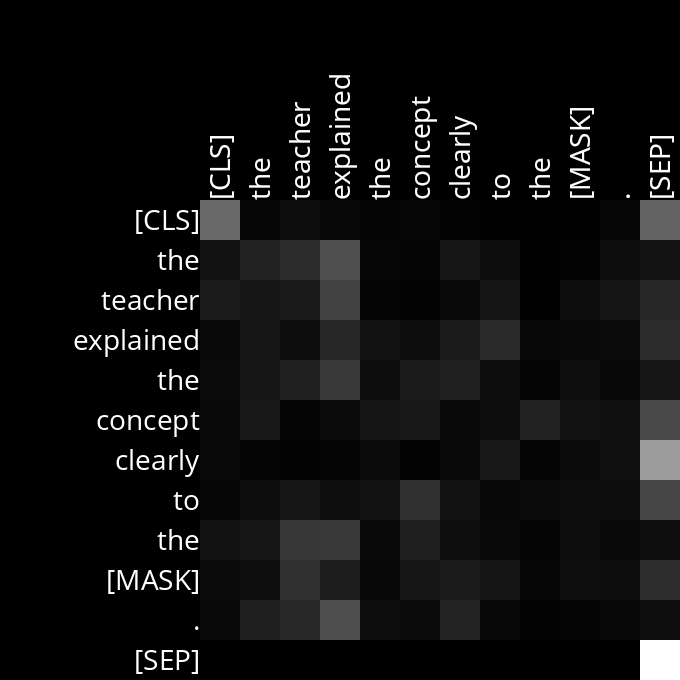 [CLS] the teacher explained the concept clearly to the [MASK] . [SEP]
[CLS]
the
teacher
explained
the
concept
clearly
to
the
[MASK]
.
[SEP]